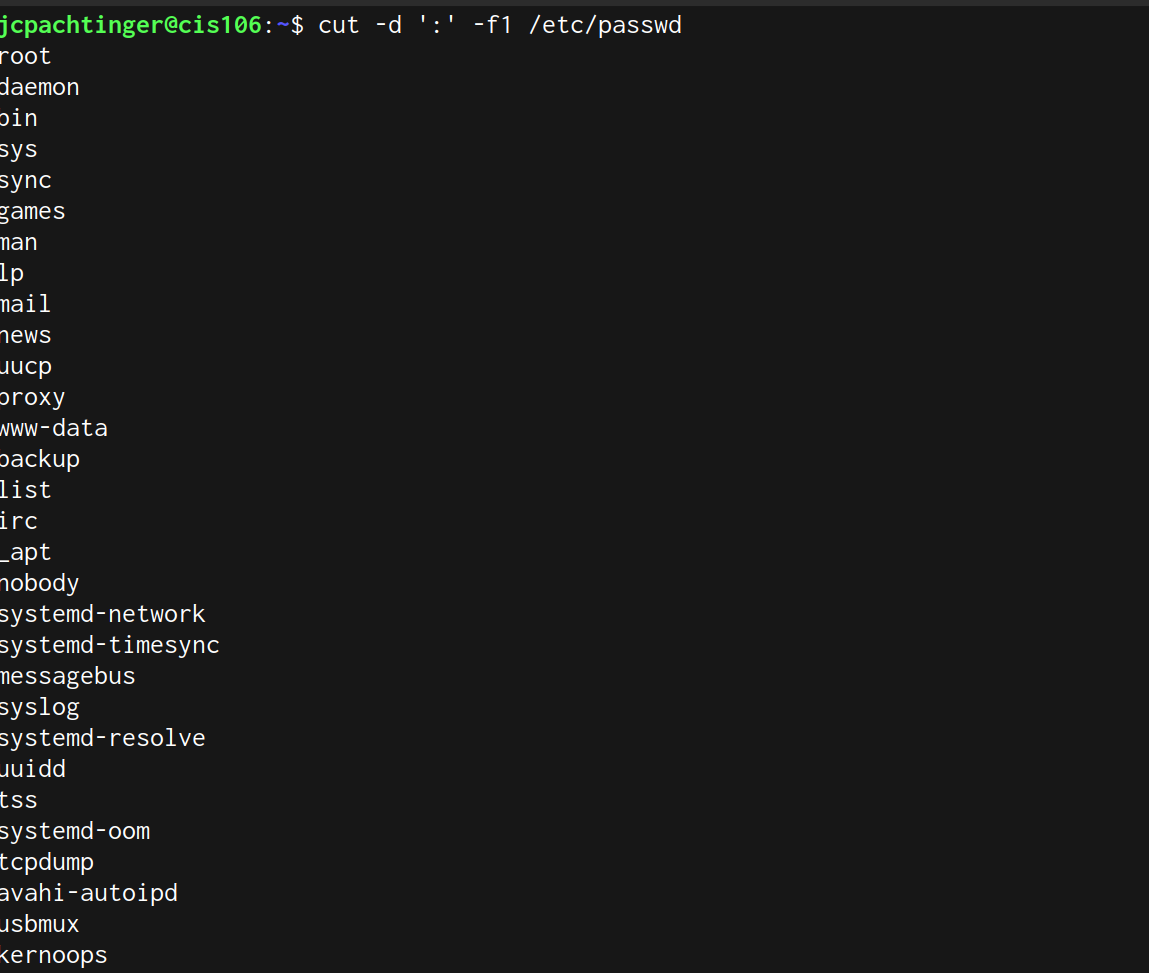 jcpachtinger@cis106:~$ cut -d ':' -f1 /etc/passwd
root
daemon
bin
sys
sync
games
man
lp
mail
news
uucp
proxy
www-data
backup
list
irc
_apt
nobody
systemd-network
systemd-timesync
messagebus
syslog
systemd-resolve
uuidd
tss
systemd-oom
tcpdump
avahi-autoipd
usbmux
kernoops